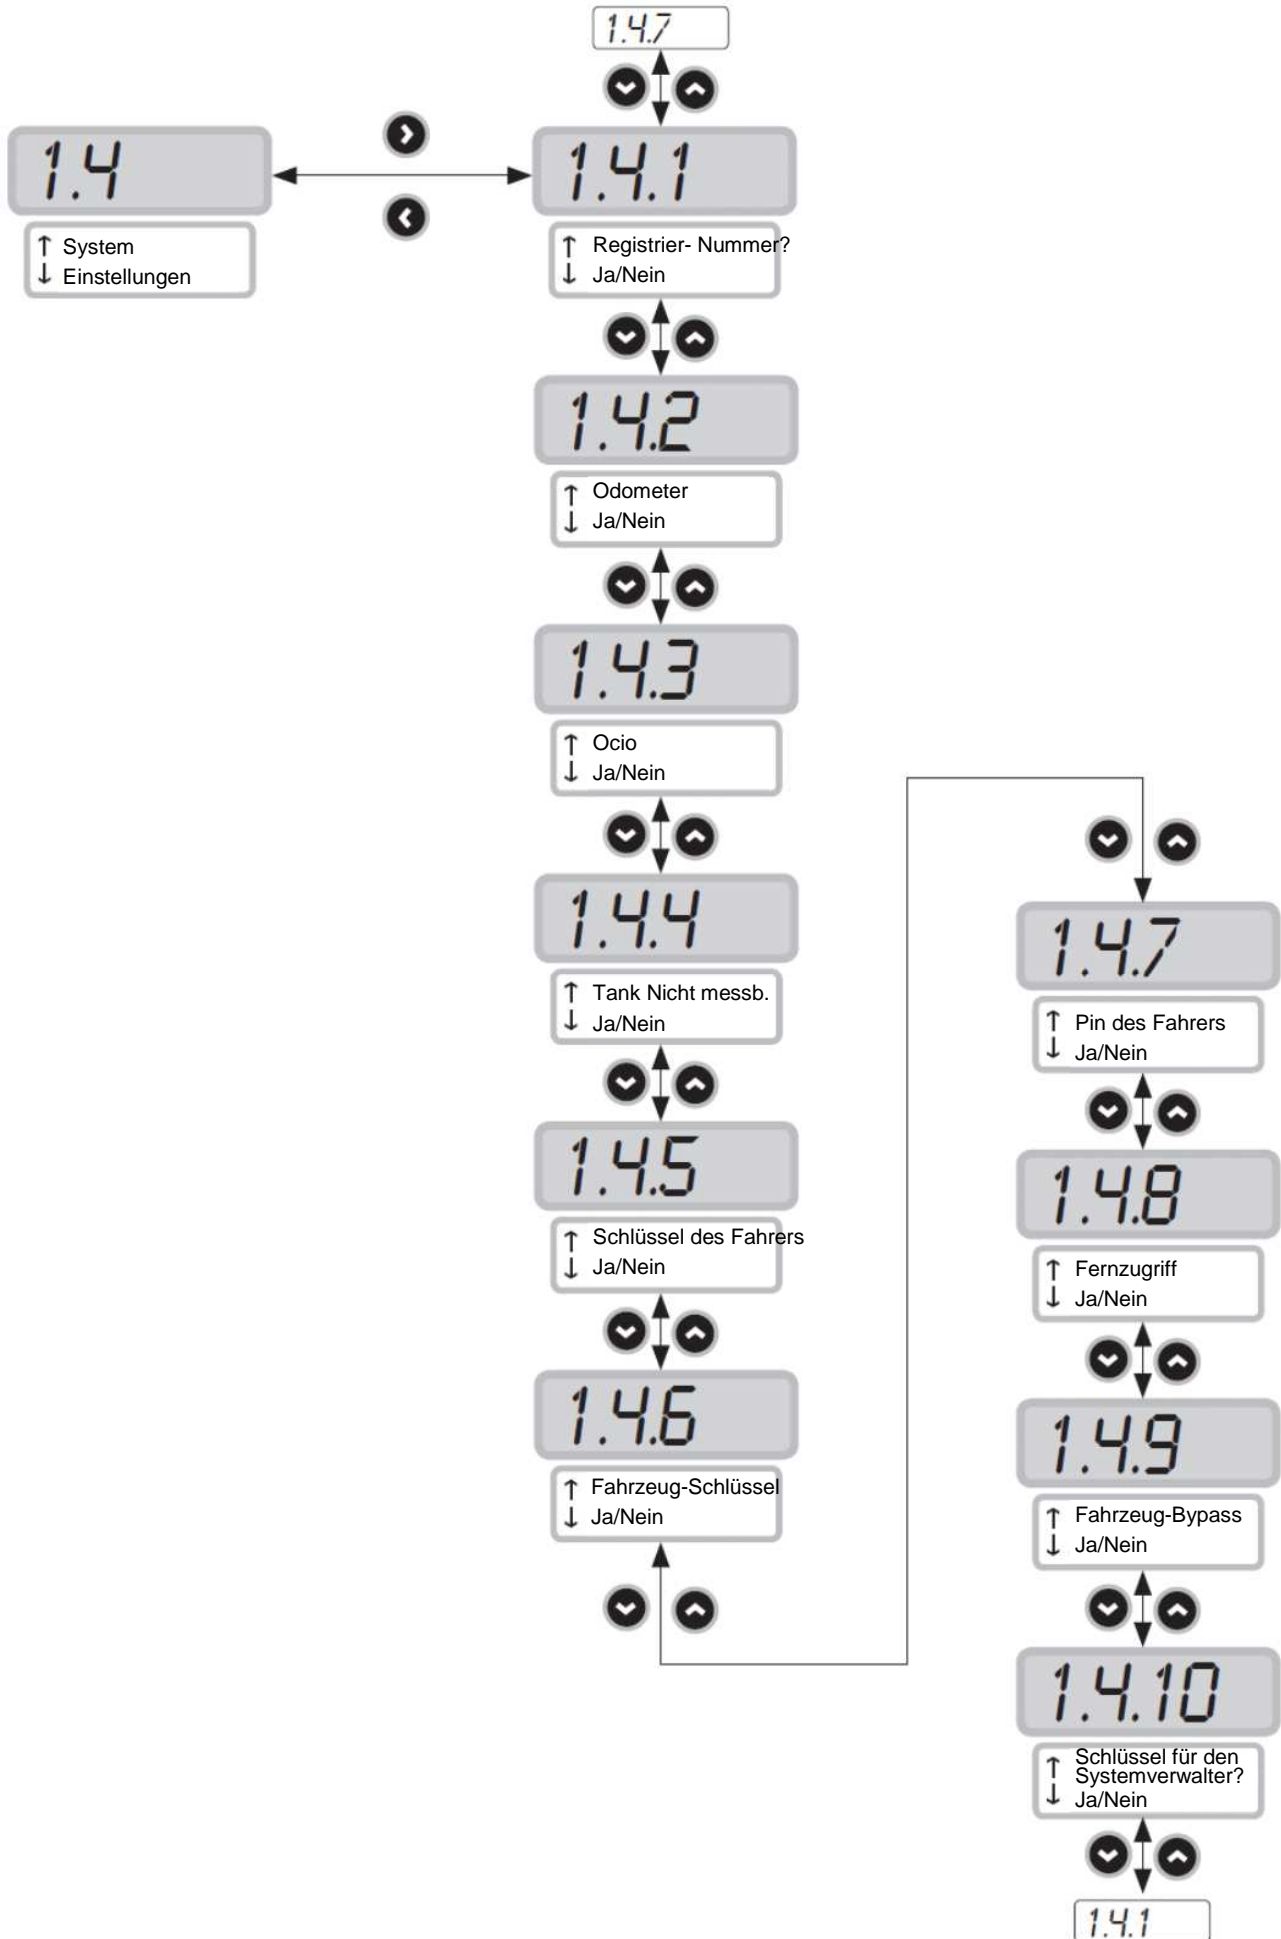 1.4.7
1.4
↑ System
↓ Einstellungen
1.4.1
↑ Registrier- Nummer?
↓ Ja/Nein
1.4.2
↑ Odometer
↓ Ja/Nein
1.4.3
↑ Ocio
↓ Ja/Nein
1.4.4
↑ Tank Nicht messb.
↓ Ja/Nein
1.4.5
↑ Schlüssel des Fahrers
↓ Ja/Nein
1.4.6
↑ Fahrzeug-Schlüssel
↓ Ja/Nein
1.4.7
↑ Pin des Fahrers
↓ Ja/Nein
1.4.8
↑ Fernzugriff
↓ Ja/Nein
1.4.9
↑ Fahrzeug-Bypass
↓ Ja/Nein
1.4.10
↑ Schlüssel für den
Systemverwalter?
↓ Ja/Nein
1.4.1